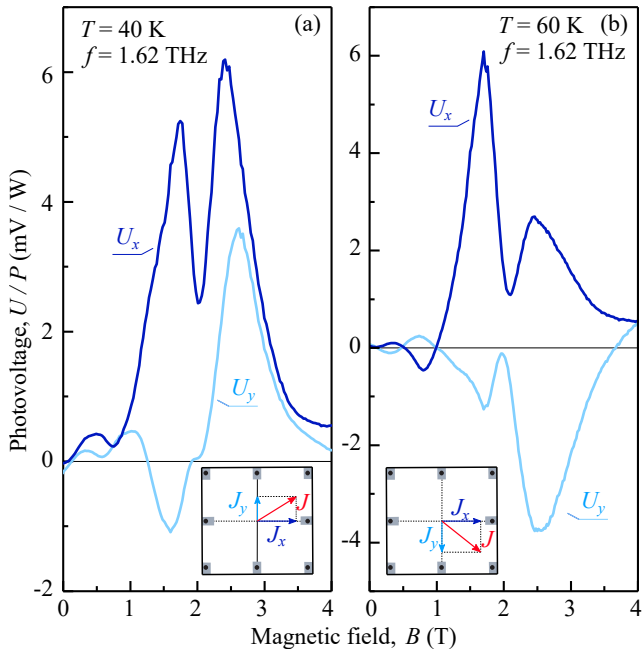 (a)
T = 40 K
f = 1.62 THz
6
4
2
0
-2
Photovoltage, U / P (mV / W)
Ux
Uy
Jy
J
Jx
0
1
2
3
4
(b)
T = 60 K
f = 1.62 THz
6
4
2
0
-2
-4
Ux
Uy
Jx
Jy
J
0
1
2
3
4
Magnetic field, B (T)